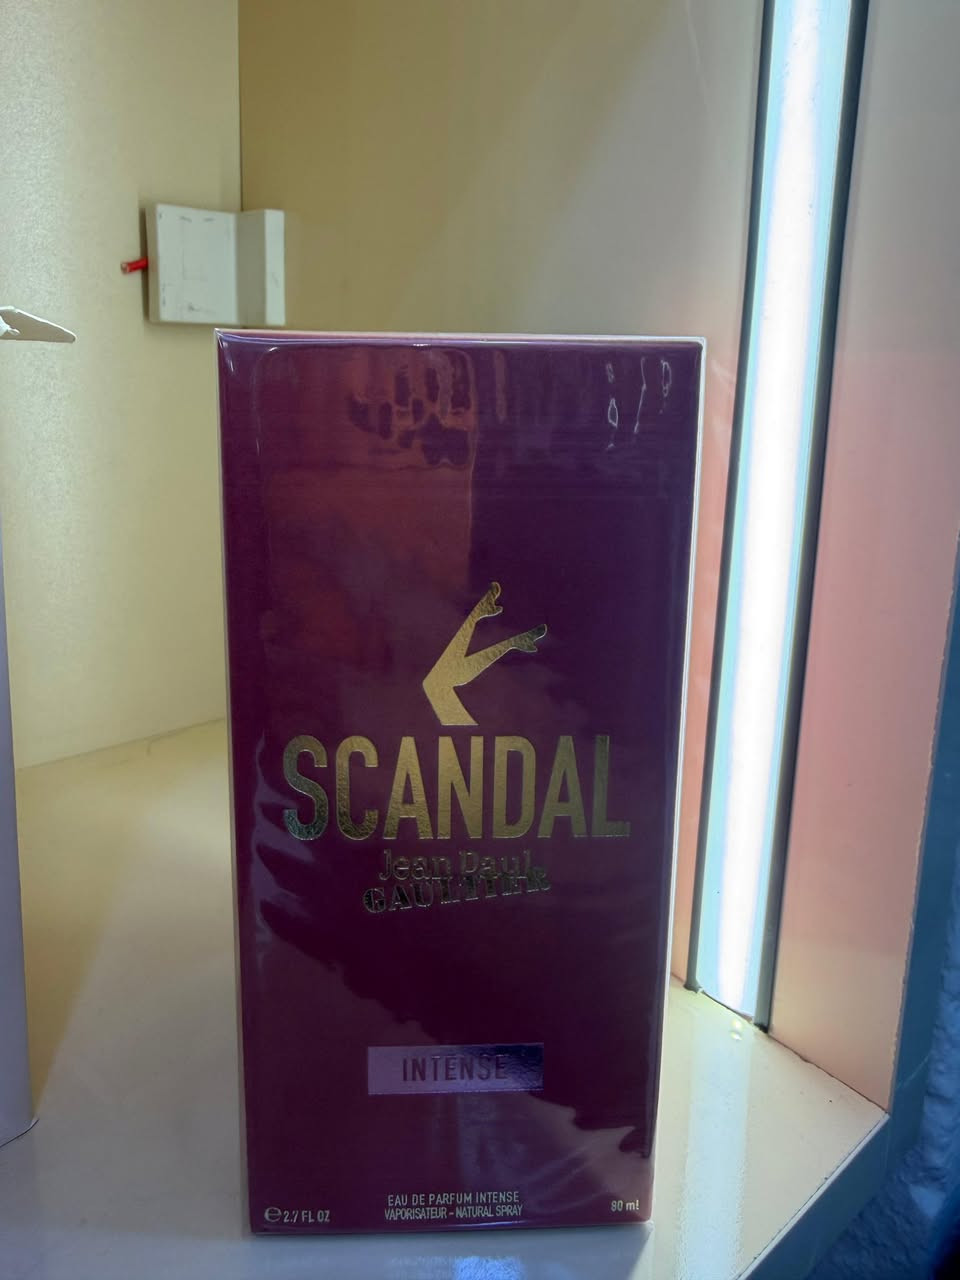 SCANDAL
Jean Paul
GAULTIER
INTENSE
EAU DE PARFUM INTENSE
VAPORISATEUR - NATURAL SPRAY
℮ 2.7 FL OZ
80 ml